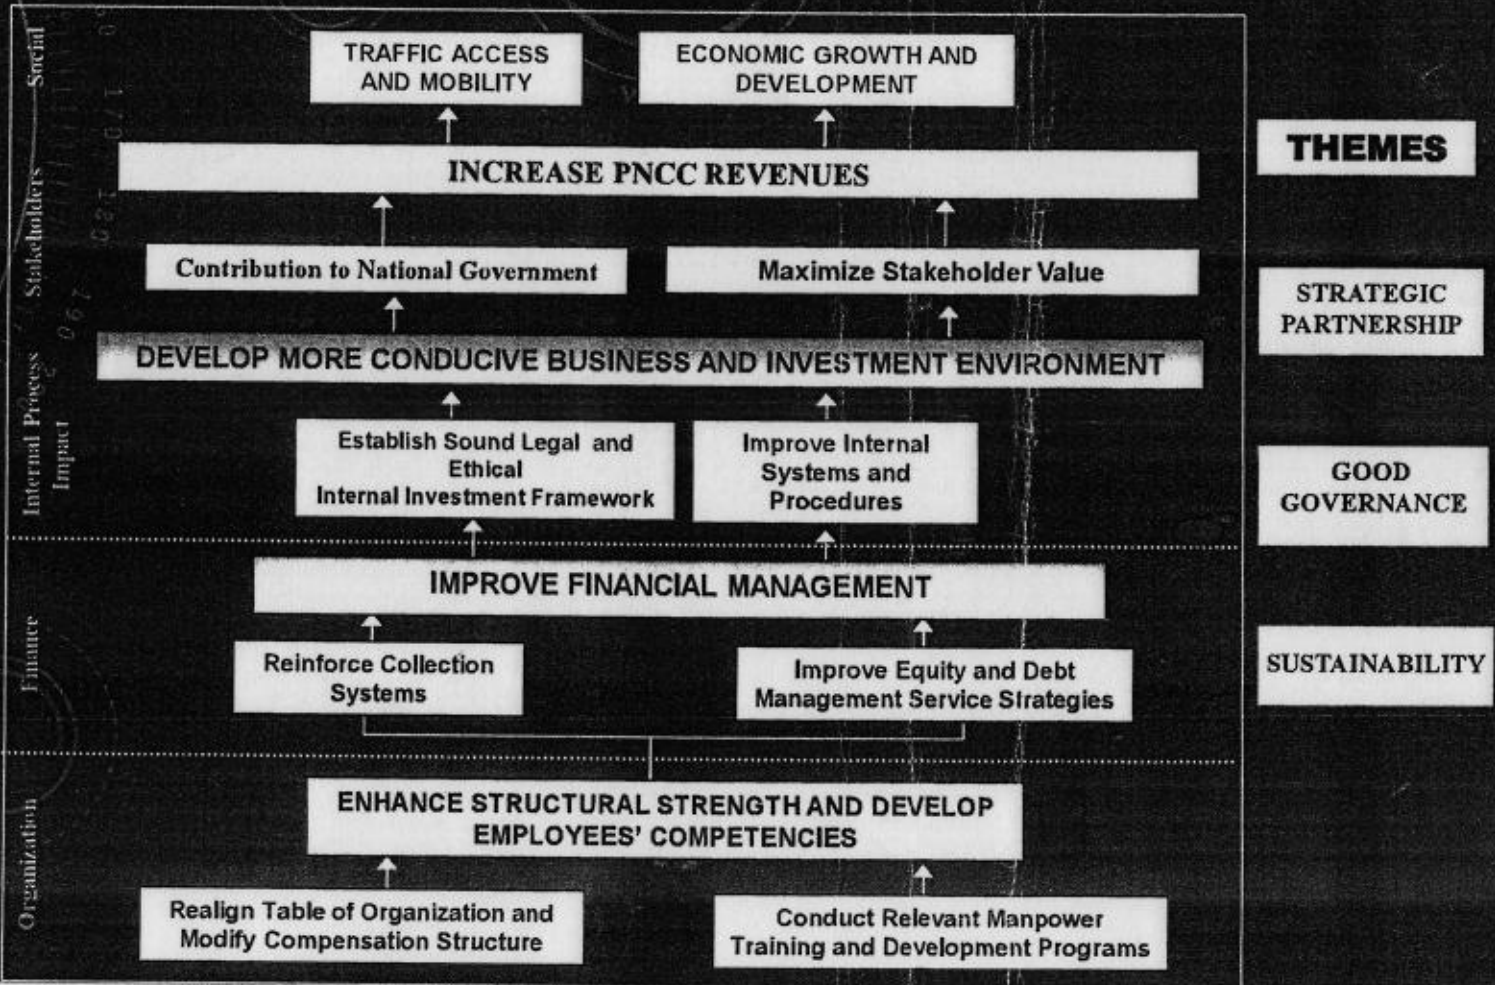 Social
TRAFFIC ACCESS
AND MOBILITY
ECONOMIC GROWTH AND
DEVELOPMENT
THEMES
Stakeholders
INCREASE PNCC REVENUES
Contribution to National Government
Maximize Stakeholder Value
STRATEGIC
PARTNERSHIP
DEVELOP MORE CONDUCIVE BUSINESS AND INVESTMENT ENVIRONMENT
Internal Process
Impact
Establish Sound Legal and
Ethical
Internal Investment Framework
Improve Internal
Systems and
Procedures
GOOD
GOVERNANCE
IMPROVE FINANCIAL MANAGEMENT
Finance
Reinforce Collection
Systems
Improve Equity and Debt
Management Service Strategies
SUSTAINABILITY
Organization
ENHANCE STRUCTURAL STRENGTH AND DEVELOP
EMPLOYEES' COMPETENCIES
Realign Table of Organization and
Modify Compensation Structure
Conduct Relevant Manpower
Training and Development Programs
170
180
190